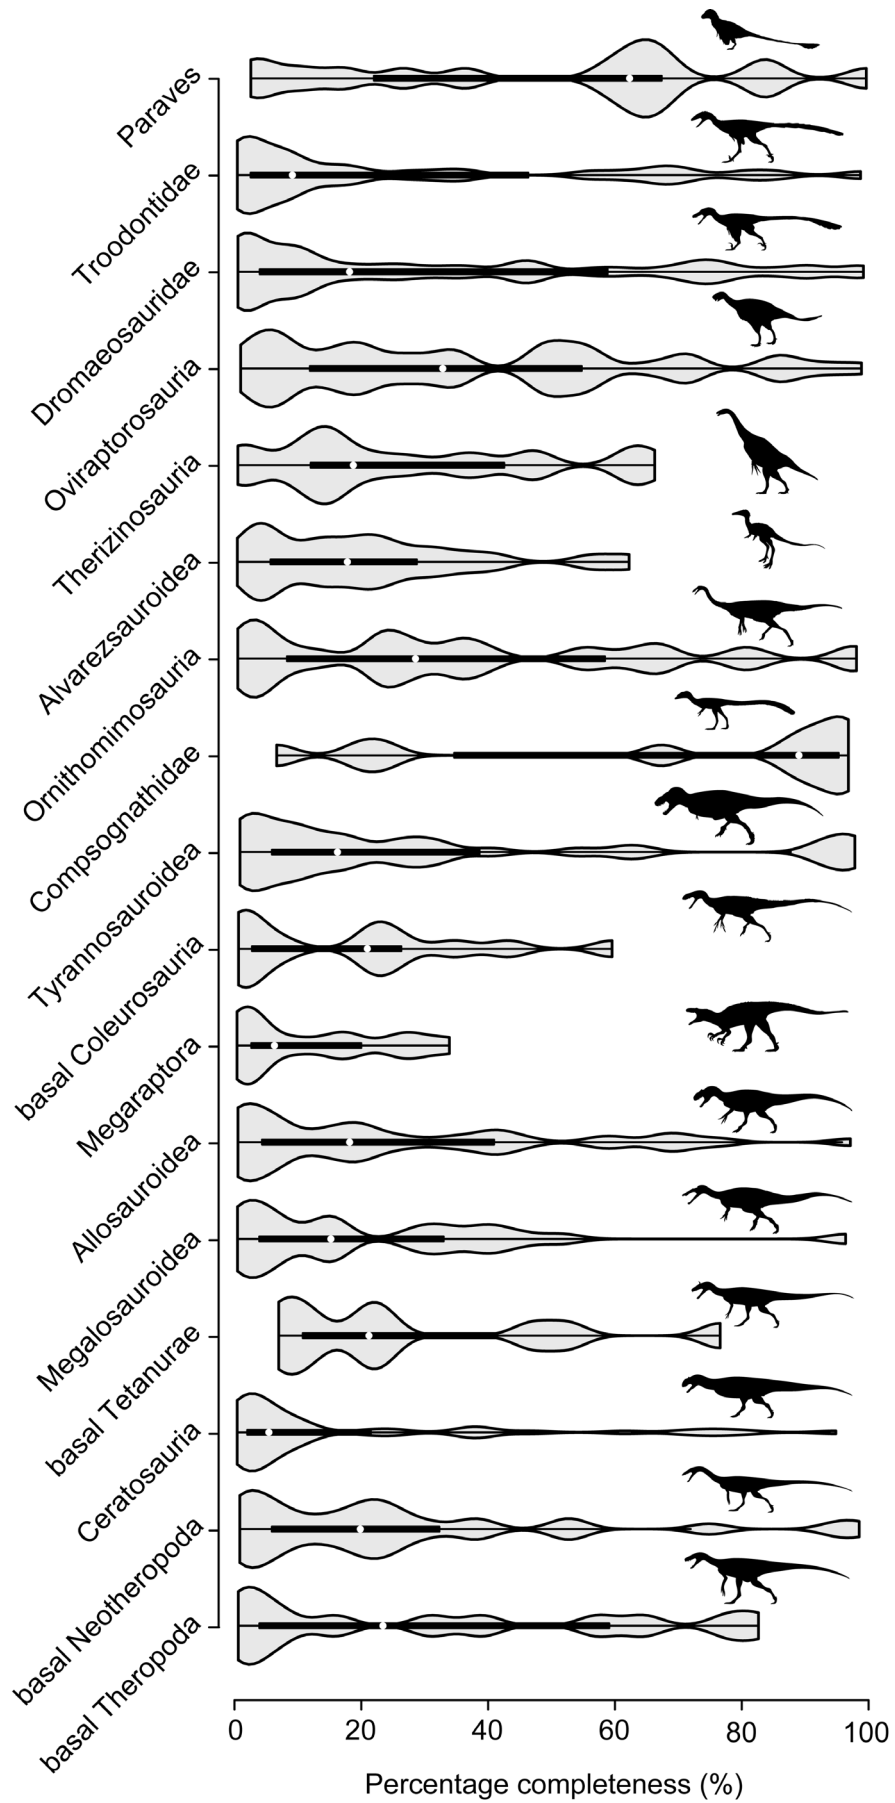 Paraves
Troodontidae
Dromaeosauridae
Oviraptorosauria
Therizinosauria
Alvarezsauroidea
Ornithomimosauria
Compsognathidae
Tyrannosauroidea
basal Coleurosauria
Megaraptora
Allosauroidea
Megalosauroidea
basal Tetanurae
Ceratosauria
basal Neotheropoda
basal Theropoda
0 20 40 60 80 100
Percentage completeness (%)